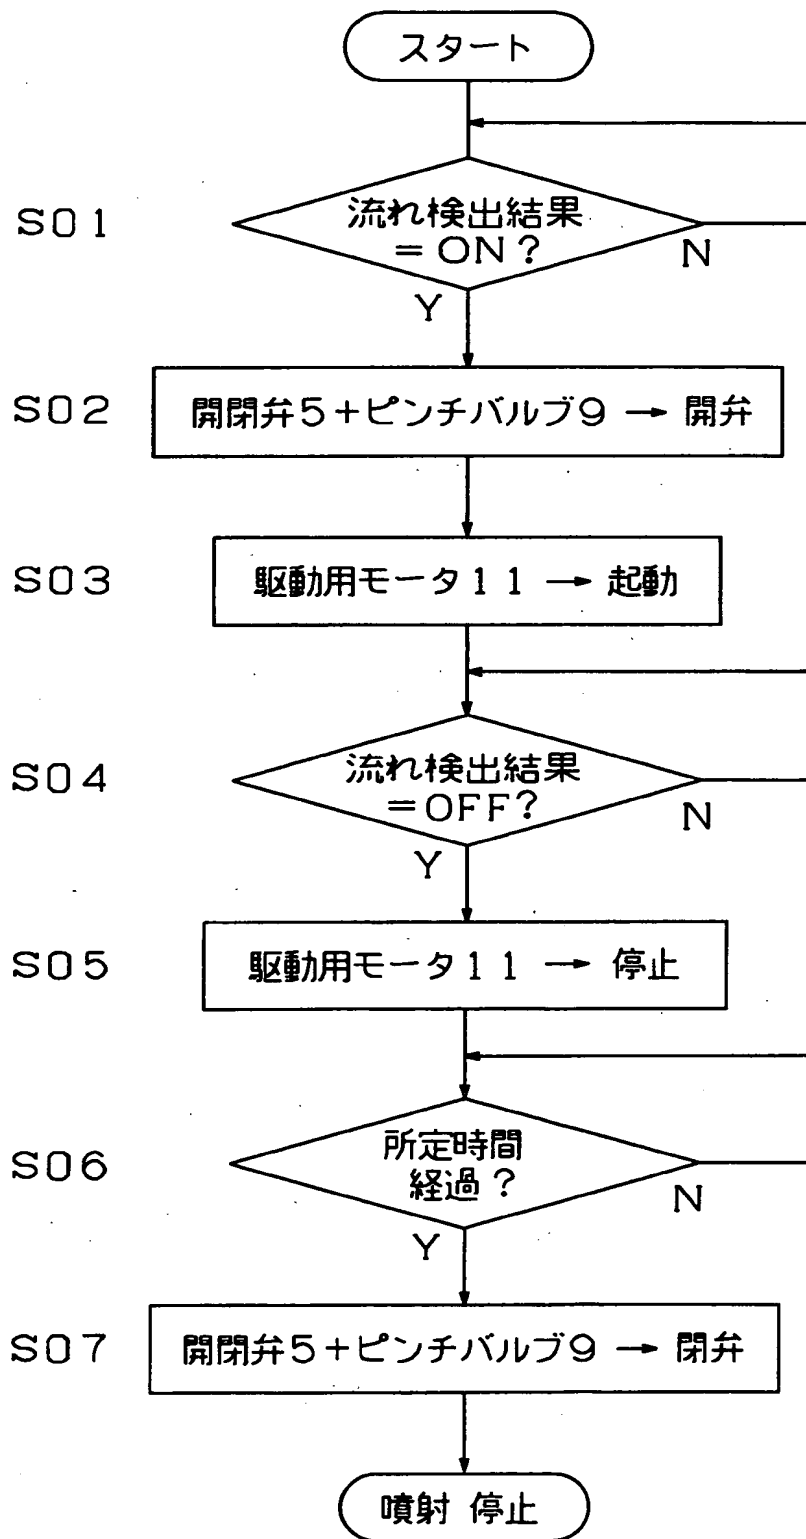 スタート
S01
流れ検出結果
=ON?
N
Y
S02
開閉弁5+ピンチバルブ9 → 開弁
S03
駆動用モータ11 → 起動
S04
流れ検出結果
=OFF?
N
Y
S05
駆動用モータ11 → 停止
S06
所定時間
経過?
N
Y
S07
開閉弁5+ピンチバルブ9 → 閉弁
噴射 停止